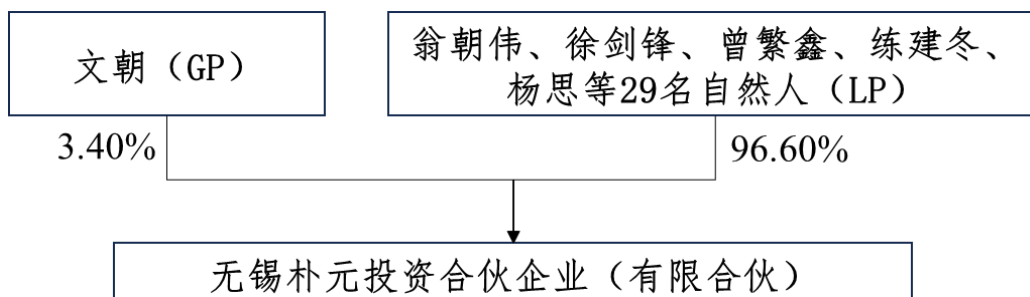 文朝（GP）
翁朝伟、徐剑锋、曾繁鑫、练建冬、
杨思等29名自然人（LP）
3.40%
96.60%
无锡朴元投资合伙企业（有限合伙）